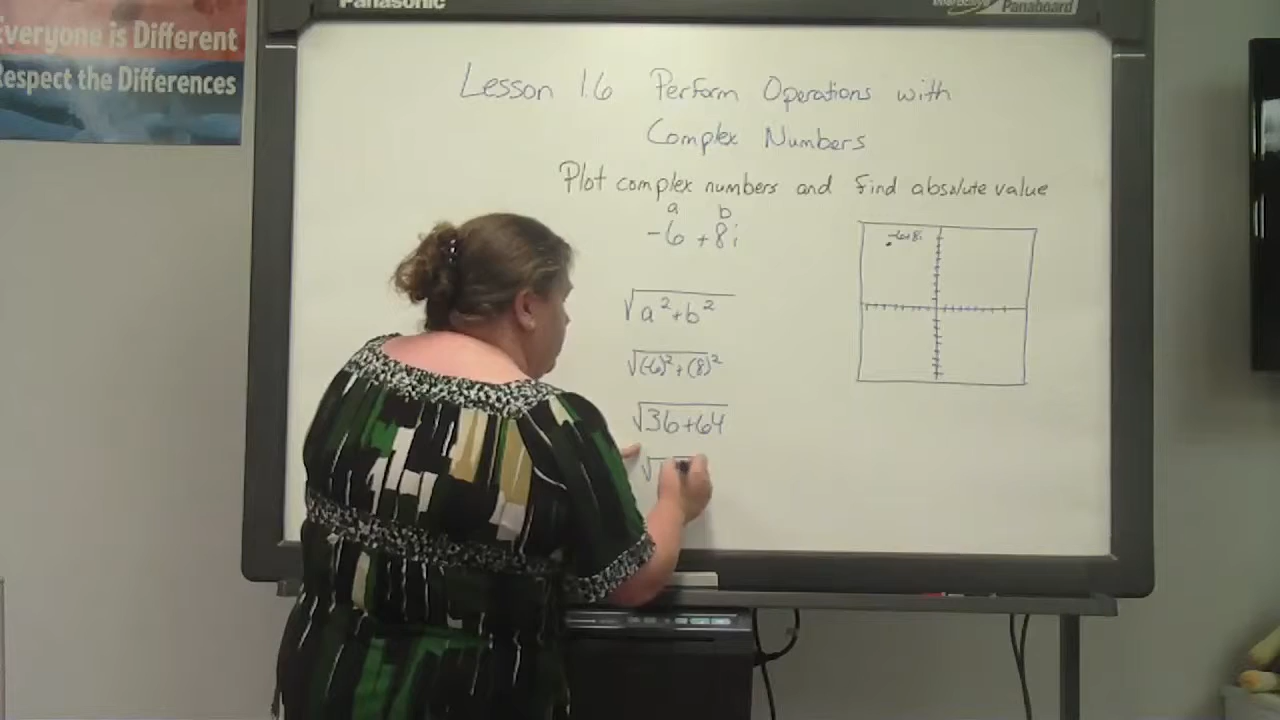 Panasonic
Panaboard
Everyone is Different
Respect the Differences
Lesson 1.6 Perform Operations with
Complex Numbers
Plot complex numbers and find absolute value
a b
-6 + 8i
√a² + b²
√(-6)² + (8)²
√36+64
√
-6+8i